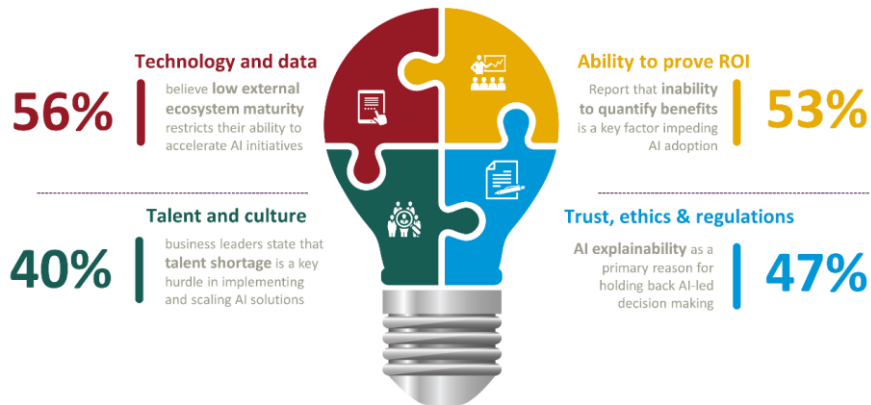 Technology and data
56%
believe low external
ecosystem maturity
restricts their ability to
accelerate AI initiatives
Ability to prove ROI
Report that inability
to quantify benefits
is a key factor impeding
AI adoption
53%
Talent and culture
40%
business leaders state that
talent shortage is a key
hurdle in implementing
and scaling AI solutions
Trust, ethics & regulations
AI explainability as a
primary reason for
holding back AI-led
decision making
47%